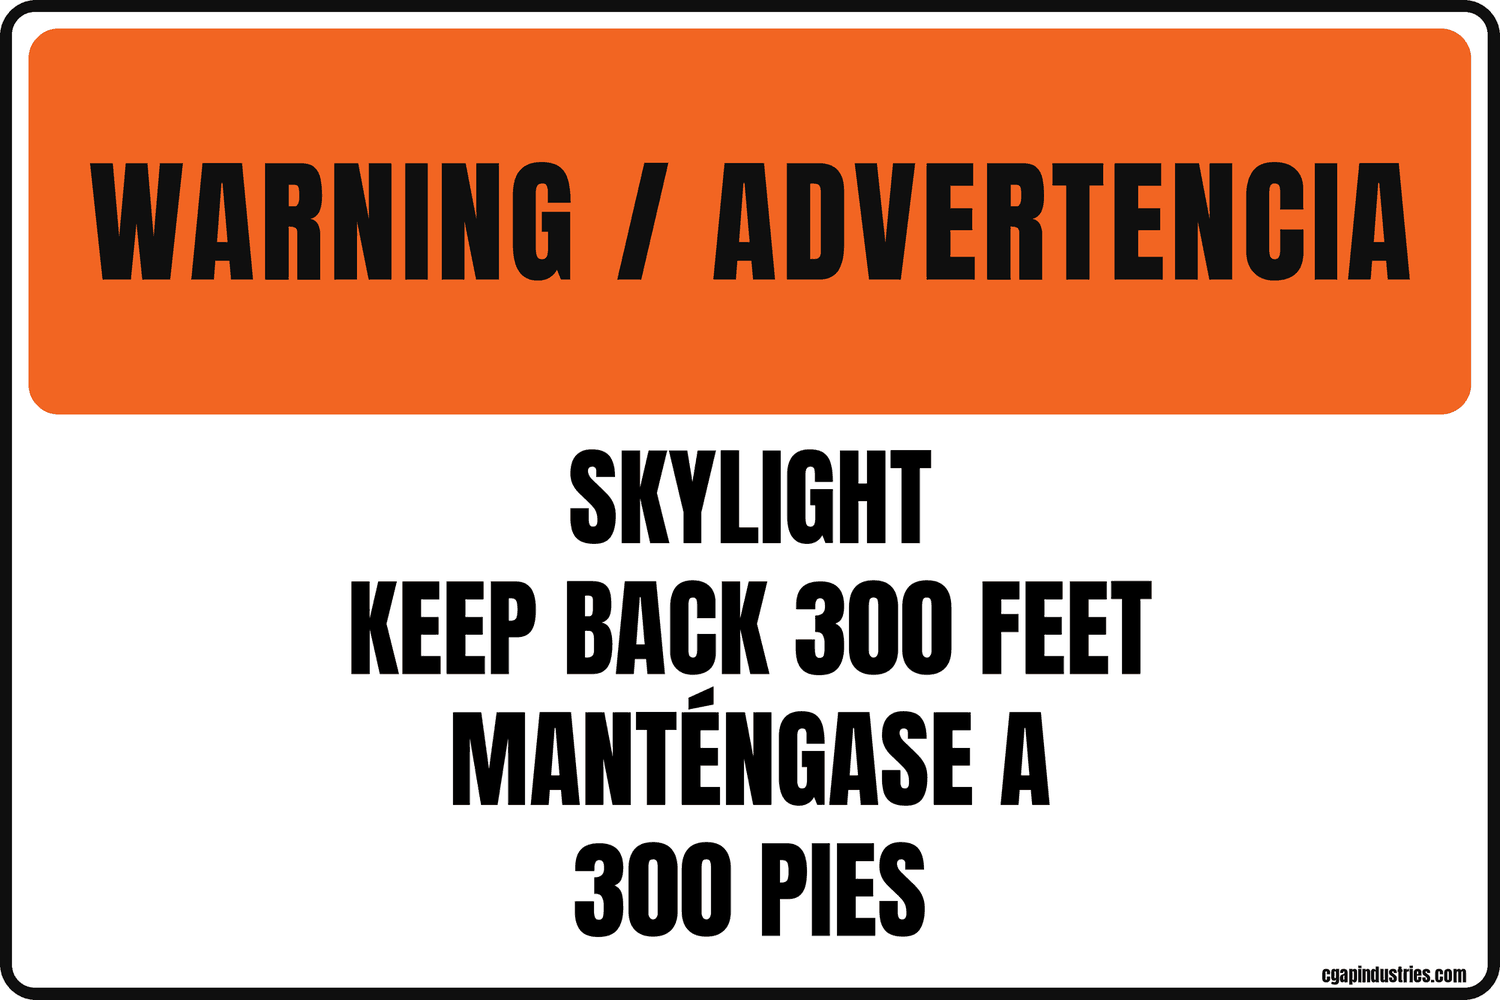 WARNING / ADVERTENCIA
SKYLIGHT
KEEP BACK 300 FEET
MANTÉNGASE A
300 PIES
cgapindustries.com